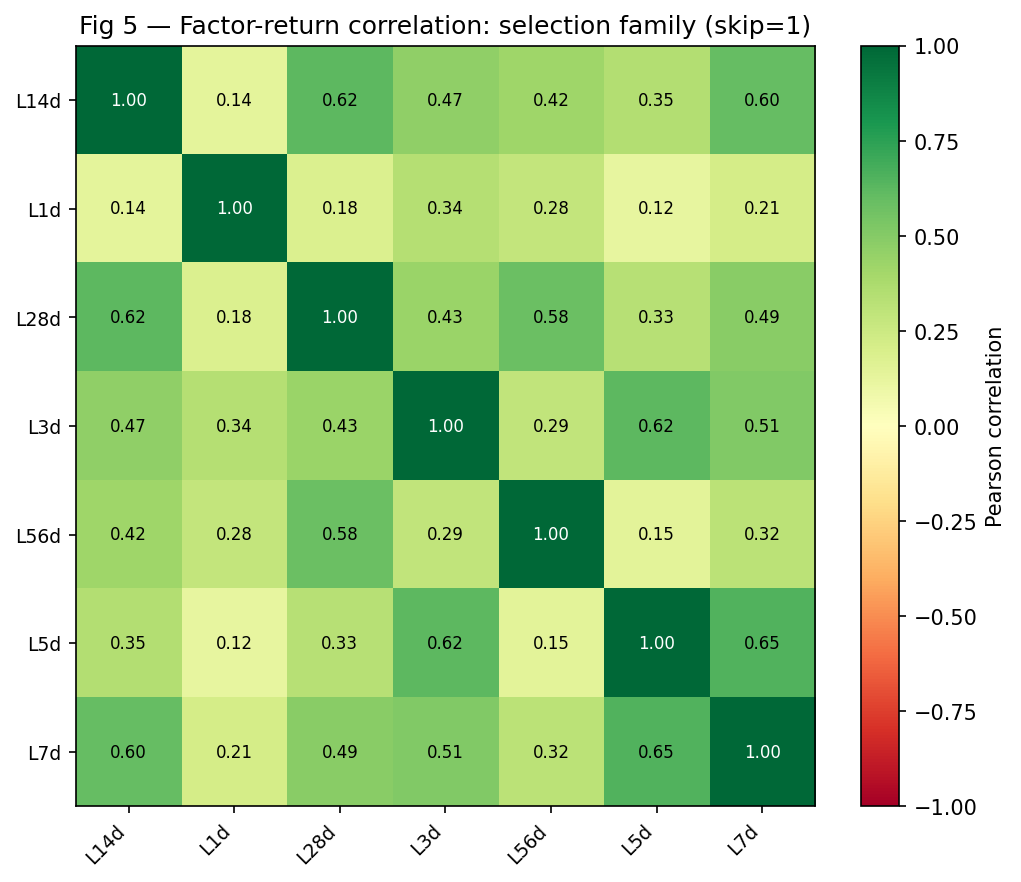 Fig 5 — Factor-return correlation: selection family (skip=1)
L14d 1.00 0.14 0.62 0.47 0.42 0.35 0.60
L1d 0.14 1.00 0.18 0.34 0.28 0.12 0.21
L28d 0.62 0.18 1.00 0.43 0.58 0.33 0.49
L3d 0.47 0.34 0.43 1.00 0.29 0.62 0.51
L56d 0.42 0.28 0.58 0.29 1.00 0.15 0.32
L5d 0.35 0.12 0.33 0.62 0.15 1.00 0.65
L7d 0.60 0.21 0.49 0.51 0.32 0.65 1.00
L14d L1d L28d L3d L56d L5d L7d
1.00
0.75
0.50
0.25
0.00
−0.25
−0.50
−0.75
−1.00
Pearson correlation